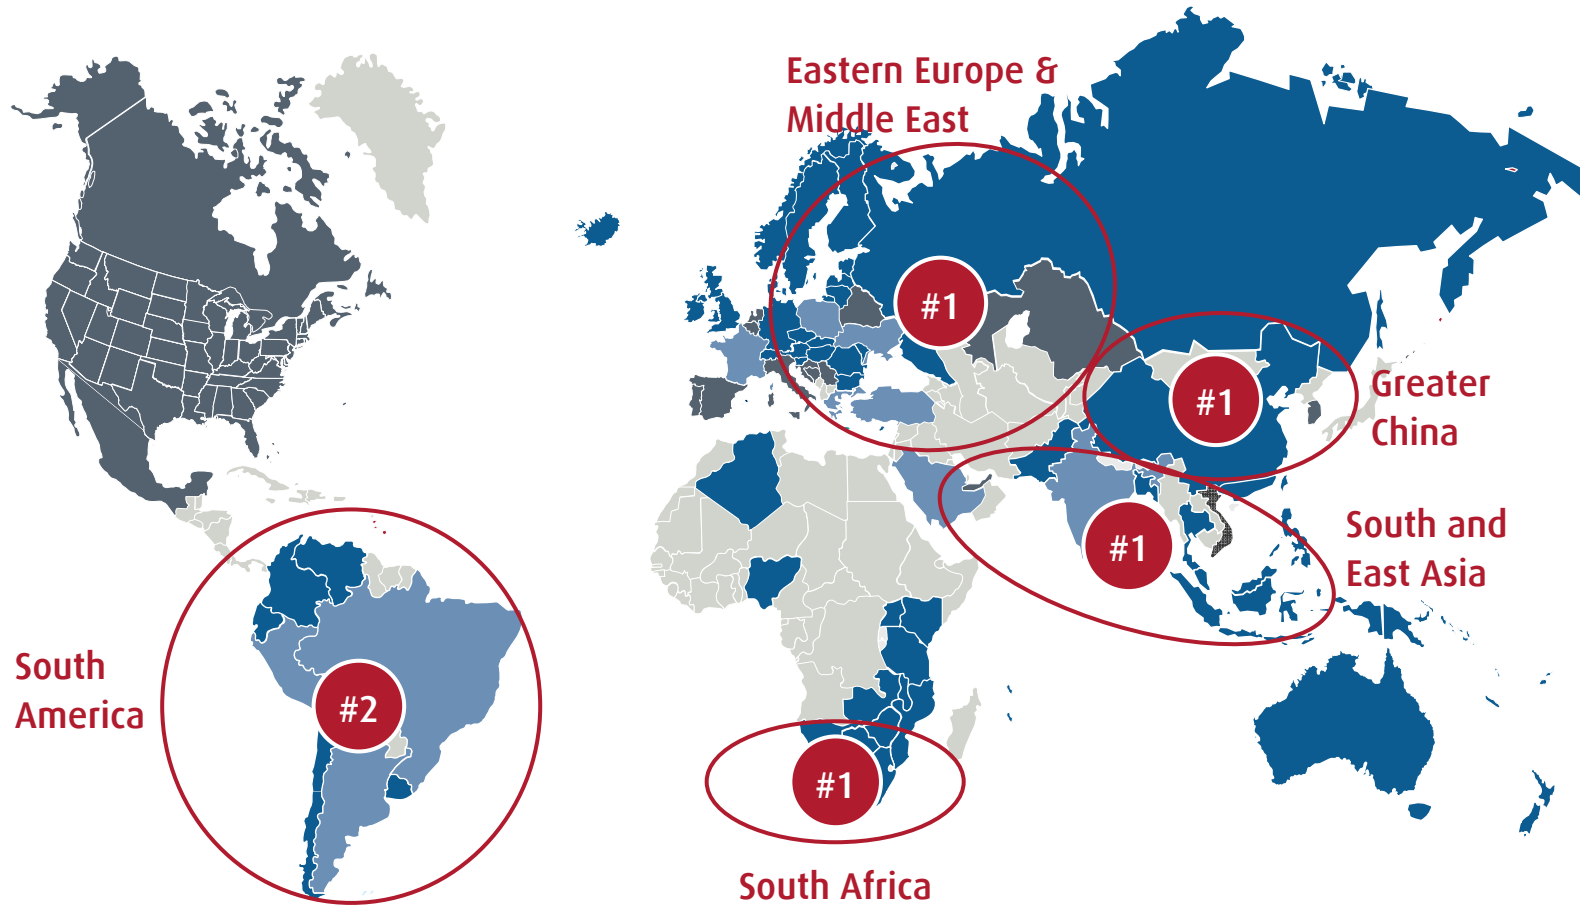 Eastern Europe &
Middle East
#1
#1
Greater
China
#1
South and
East Asia
South
America
#2
#1
South Africa